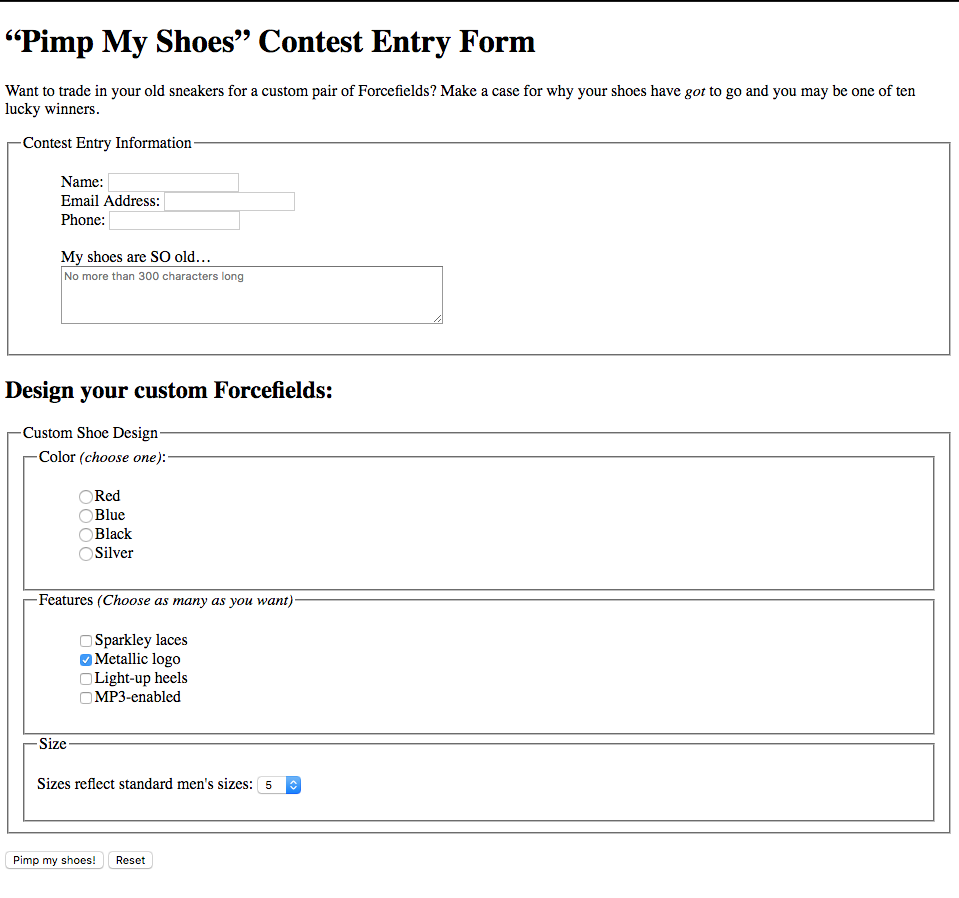 “Pimp My Shoes” Contest Entry Form
Want to trade in your old sneakers for a custom pair of Forcefields? Make a case for why your shoes have got to go and you may be one of ten
lucky winners.
Contest Entry Information
Name:
Email Address:
Phone:
My shoes are SO old…
No more than 300 characters long
Design your custom Forcefields:
Custom Shoe Design
Color (choose one):
Red
Blue
Black
Silver
Features (Choose as many as you want)
Sparkley laces
Metallic logo
Light-up heels
MP3-enabled
Size
Sizes reflect standard men's sizes: 5
Pimp my shoes! Reset